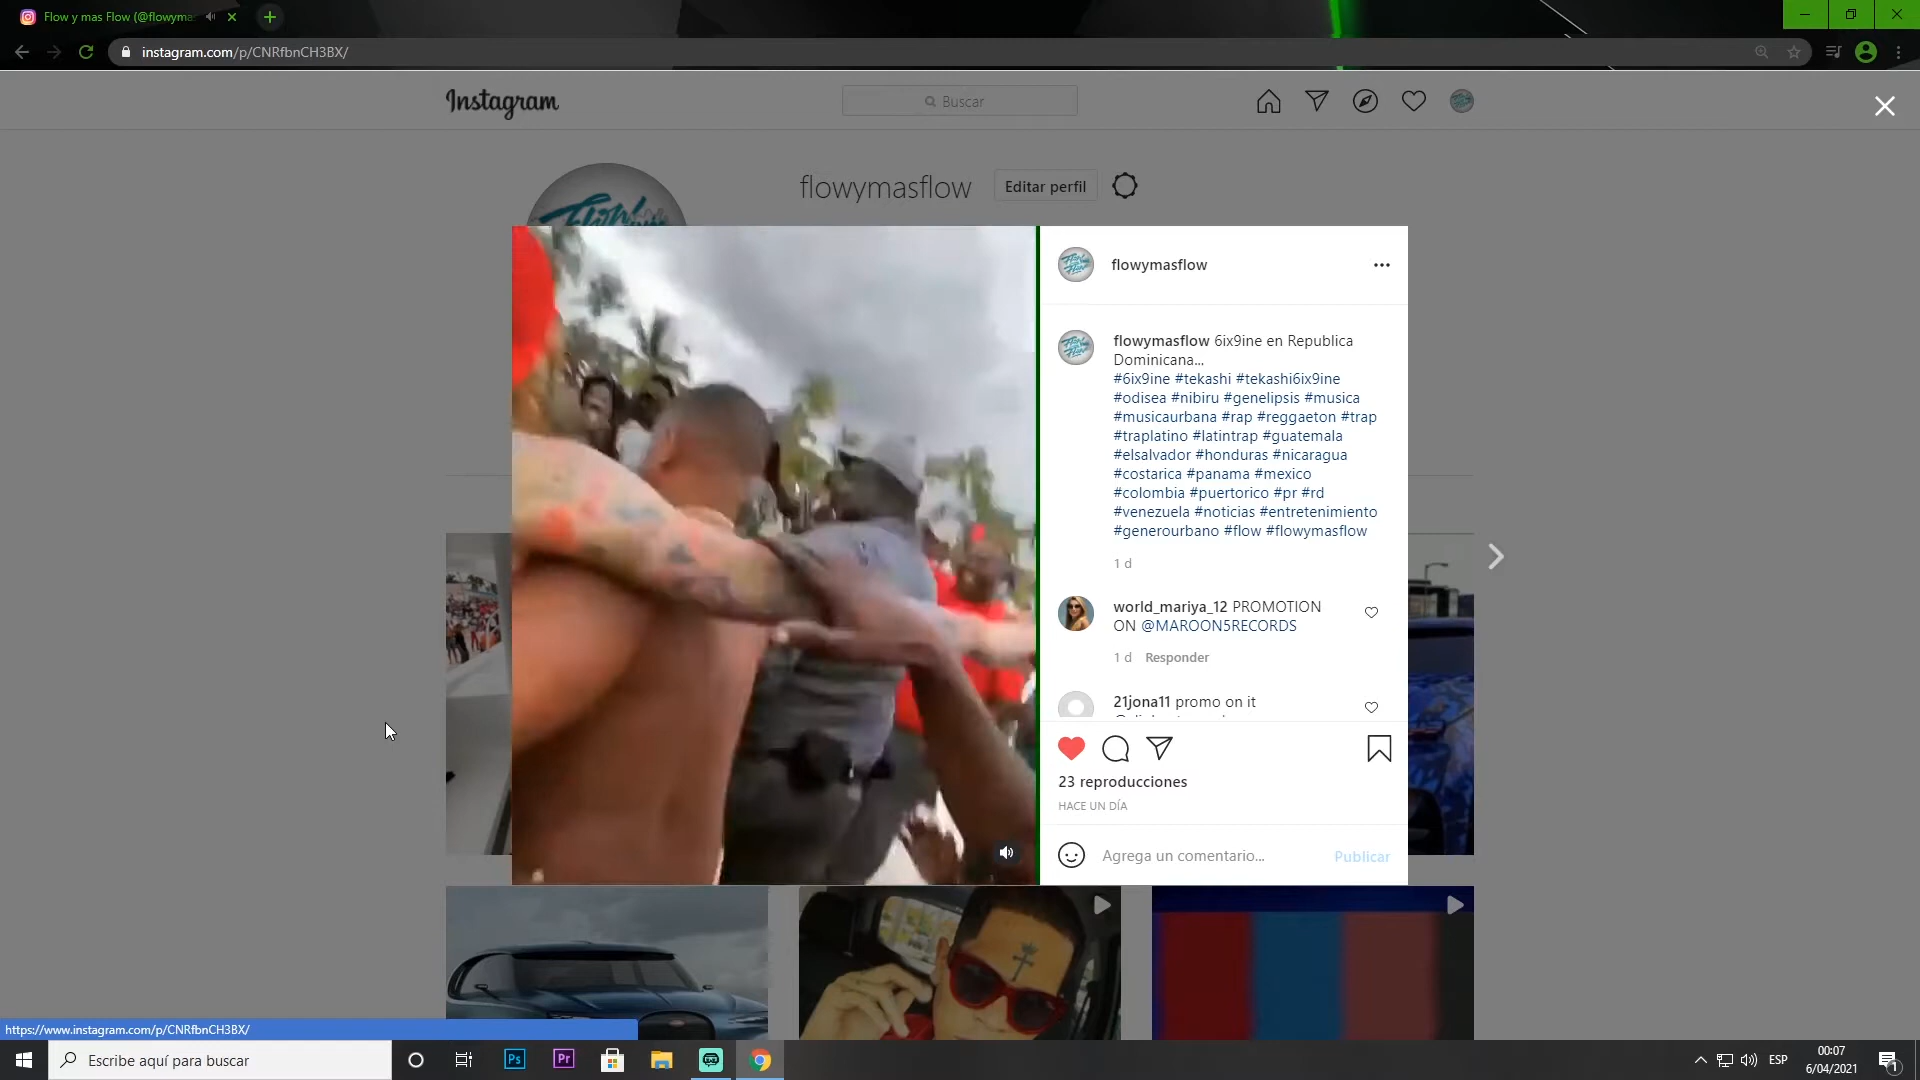 Flow y mas Flow (@flowyma
instagram.com/p/CNRfbnCH3BX/
Instagram
Buscar
flowymasflow
Editar perfil
flowymasflow
flowymasflow 6ix9ine en Republica
Dominicana...
#6ix9ine #tekashi #tekashi6ix9ine
#odisea #nibiru #genelipsis #musica
#musicaurbana #rap #reggaeton #trap
#traplatino #latintrap #guatemala
#elsalvador #honduras #nicaragua
#costarica #panama #mexico
#colombia #puertorico #pr #rd
#venezuela #noticias #entretenimiento
#generourbano #flow #flowymasflow
1 d
world_mariya_12 PROMOTION
ON @MAROON5RECORDS
1 d Responder
21jona11 promo on it
23 reproducciones
HACE UN DÍA
Agrega un comentario...
Publicar
https://www.instagram.com/p/CNRfbnCH3BX/
Escribe aquí para buscar
Ps
Pr
ESP
00:07
6/04/2021
1